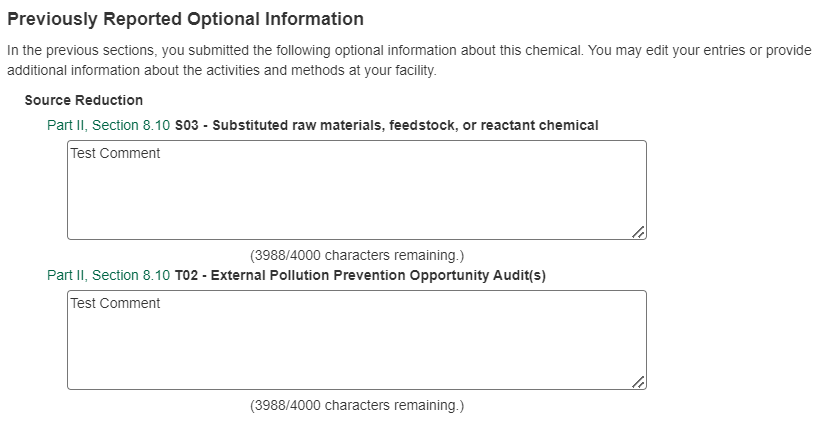 Previously Reported Optional Information
In the previous sections, you submitted the following optional information about this chemical. You may edit your entries or provide
additional information about the activities and methods at your facility.
Source Reduction
Part II, Section 8.10 S03 - Substituted raw materials, feedstock, or reactant chemical
Test Comment
(3988/4000 characters remaining.)
Part II, Section 8.10 T02 - External Pollution Prevention Opportunity Audit(s)
Test Comment
(3988/4000 characters remaining.)